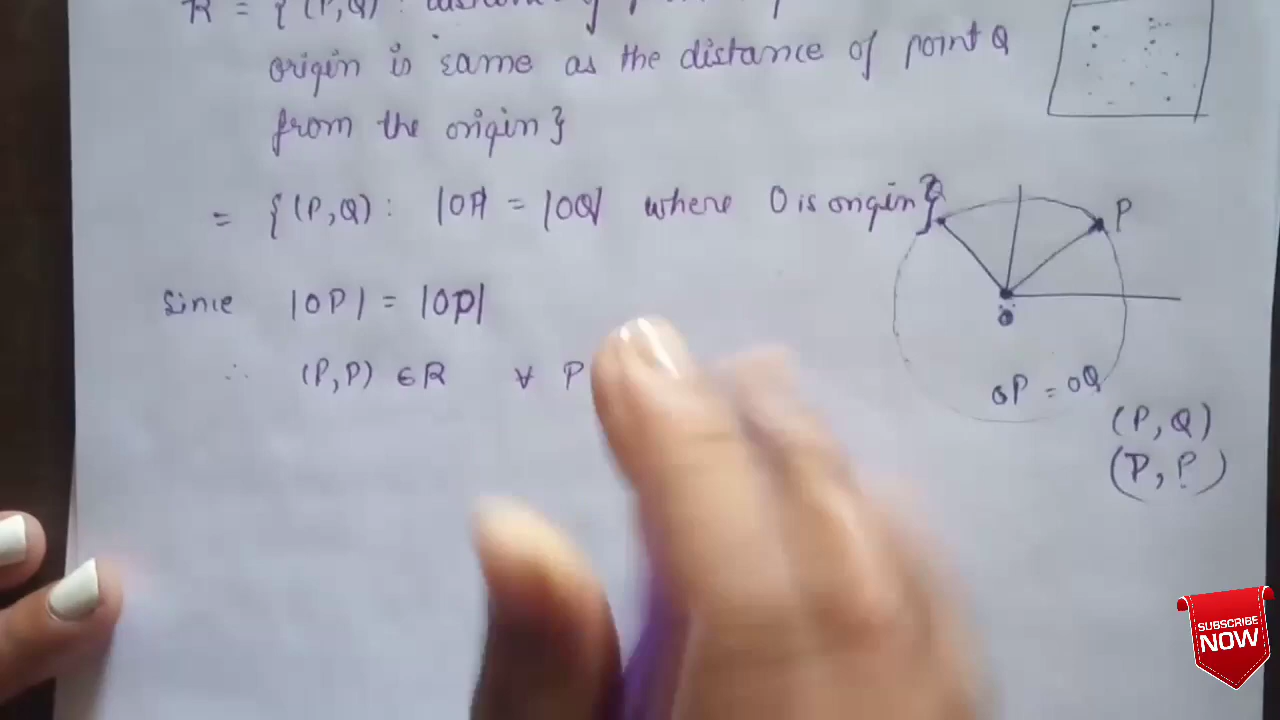 R = { (P,Q) :
origin is same as the distance of point Q
from the origin }
= { (P,Q) : |OP| = |OQ| where O is origin }
Q
P
O
Since |OP| = |OP|
∴ (P,P) ∈ R ∀ P
OP = OQ
(P,Q)
(P,P)
SUBSCRIBE
NOW